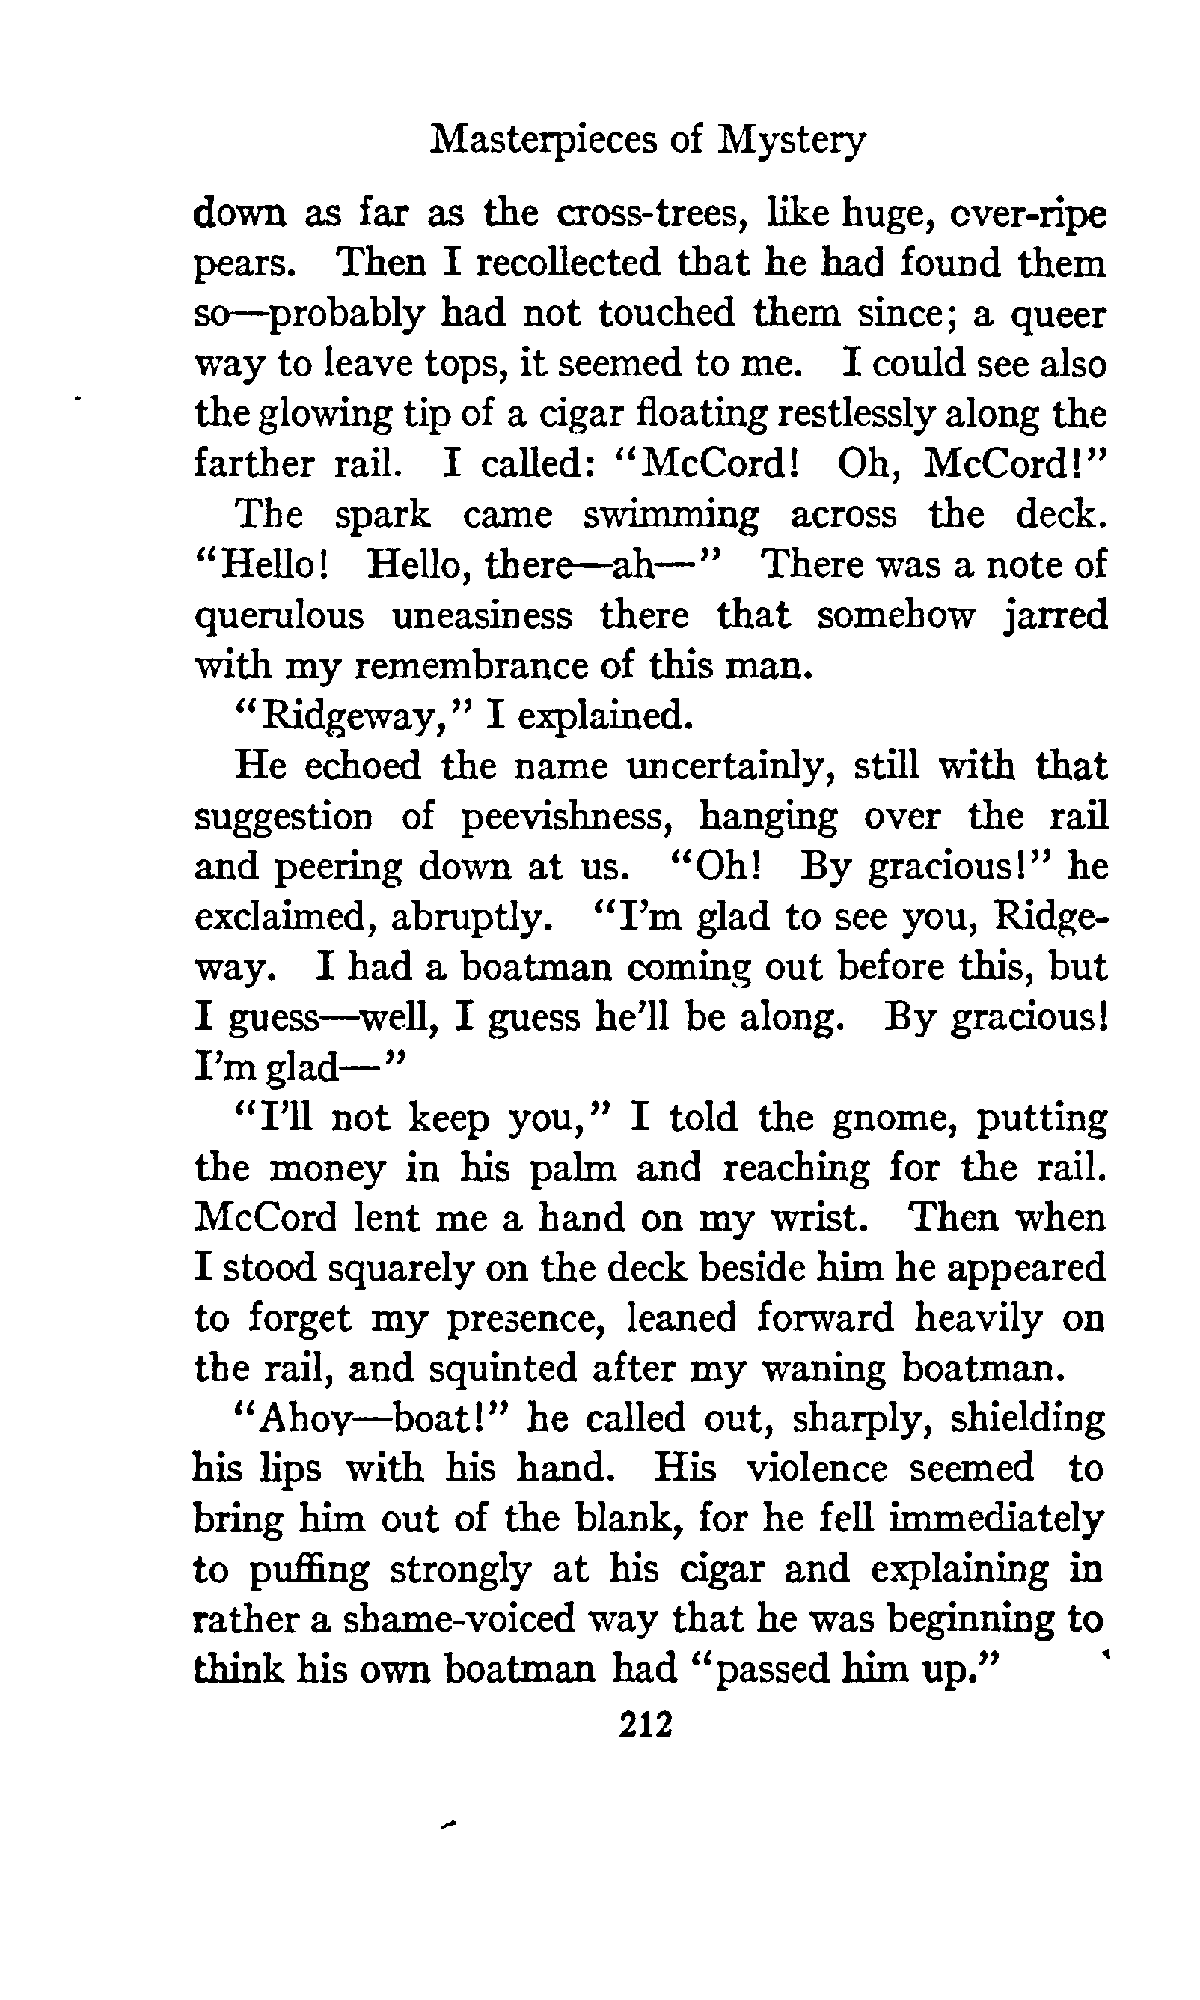 Masterpieces of Mystery
down as far as the cross-trees, like huge, over-ripe
pears. Then I recollected that he had found them
so—probably had not touched them since; a queer
way to leave tops, it seemed to me. I could see also
the glowing tip of a cigar floating restlessly along the
farther rail. I called: "McCord! Oh, McCord!"
The spark came swimming across the deck.
"Hello! Hello, there—ah—" There was a note of
querulous uneasiness there that somehow jarred
with my remembrance of this man.
"Ridgeway," I explained.
He echoed the name uncertainly, still with that
suggestion of peevishness, hanging over the rail
and peering down at us. "Oh! By gracious!" he
exclaimed, abruptly. "I'm glad to see you, Ridge-
way. I had a boatman coming out before this, but
I guess—well, I guess he'll be along. By gracious!
I'm glad—"
"I'll not keep you," I told the gnome, putting
the money in his palm and reaching for the rail.
McCord lent me a hand on my wrist. Then when
I stood squarely on the deck beside him he appeared
to forget my presence, leaned forward heavily on
the rail, and squinted after my waning boatman.
"Ahoy—boat!" he called out, sharply, shielding
his lips with his hand. His violence seemed to
bring him out of the blank, for he fell immediately
to puffing strongly at his cigar and explaining in
rather a shame-voiced way that he was beginning to
think his own boatman had "passed him up."
212